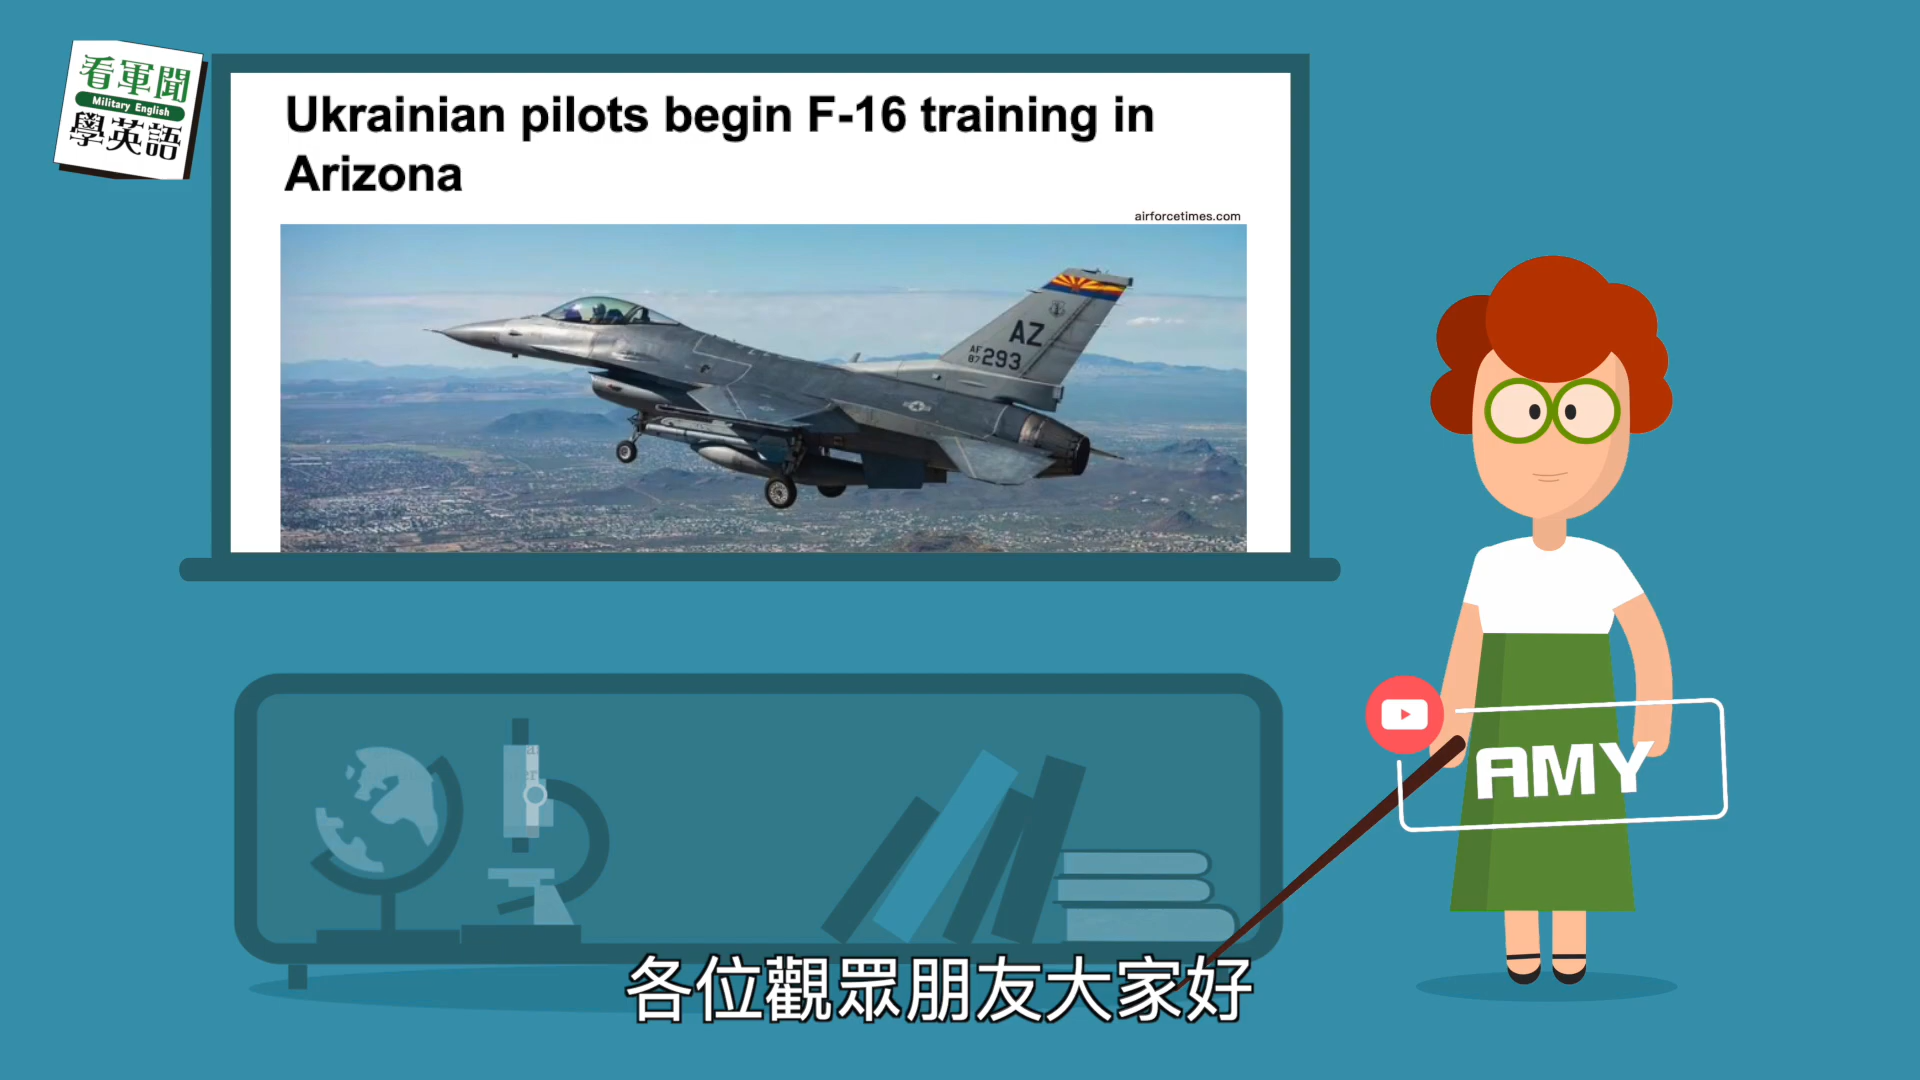 看軍聞
Military English
學英語
Ukrainian pilots begin F-16 training in
Arizona
airforcetimes.com
AZ
AF
87 293
AMY
各位觀眾朋友大家好